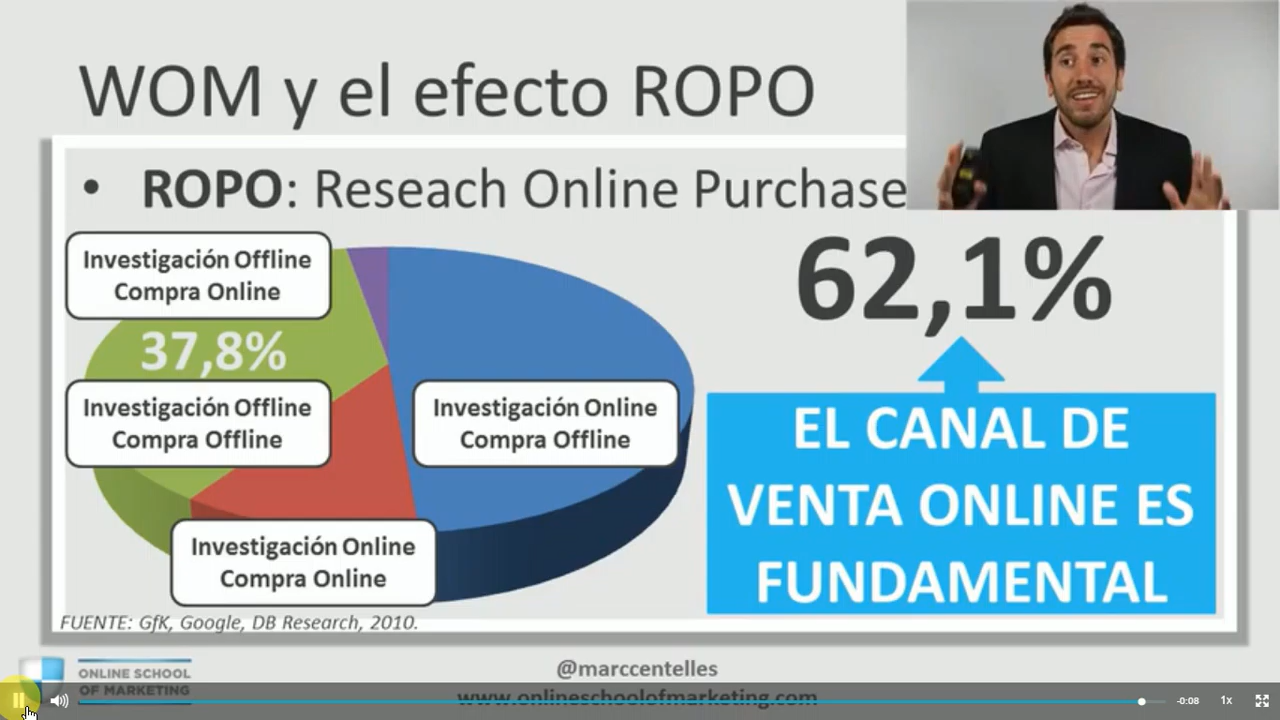 WOM y el efecto ROPO
• ROPO: Reseach Online Purchase
Investigación Offline
Compra Online
37,8%
Investigación Offline
Compra Offline
Investigación Online
Compra Offline
Investigación Online
Compra Online
62,1%
EL CANAL DE
VENTA ONLINE ES
FUNDAMENTAL
FUENTE: GfK, Google, DB Research, 2010.
ONLINE SCHOOL
OF MARKETING
@marccentelles
www.onlineschoolofmarketing.com
-0:08
1x